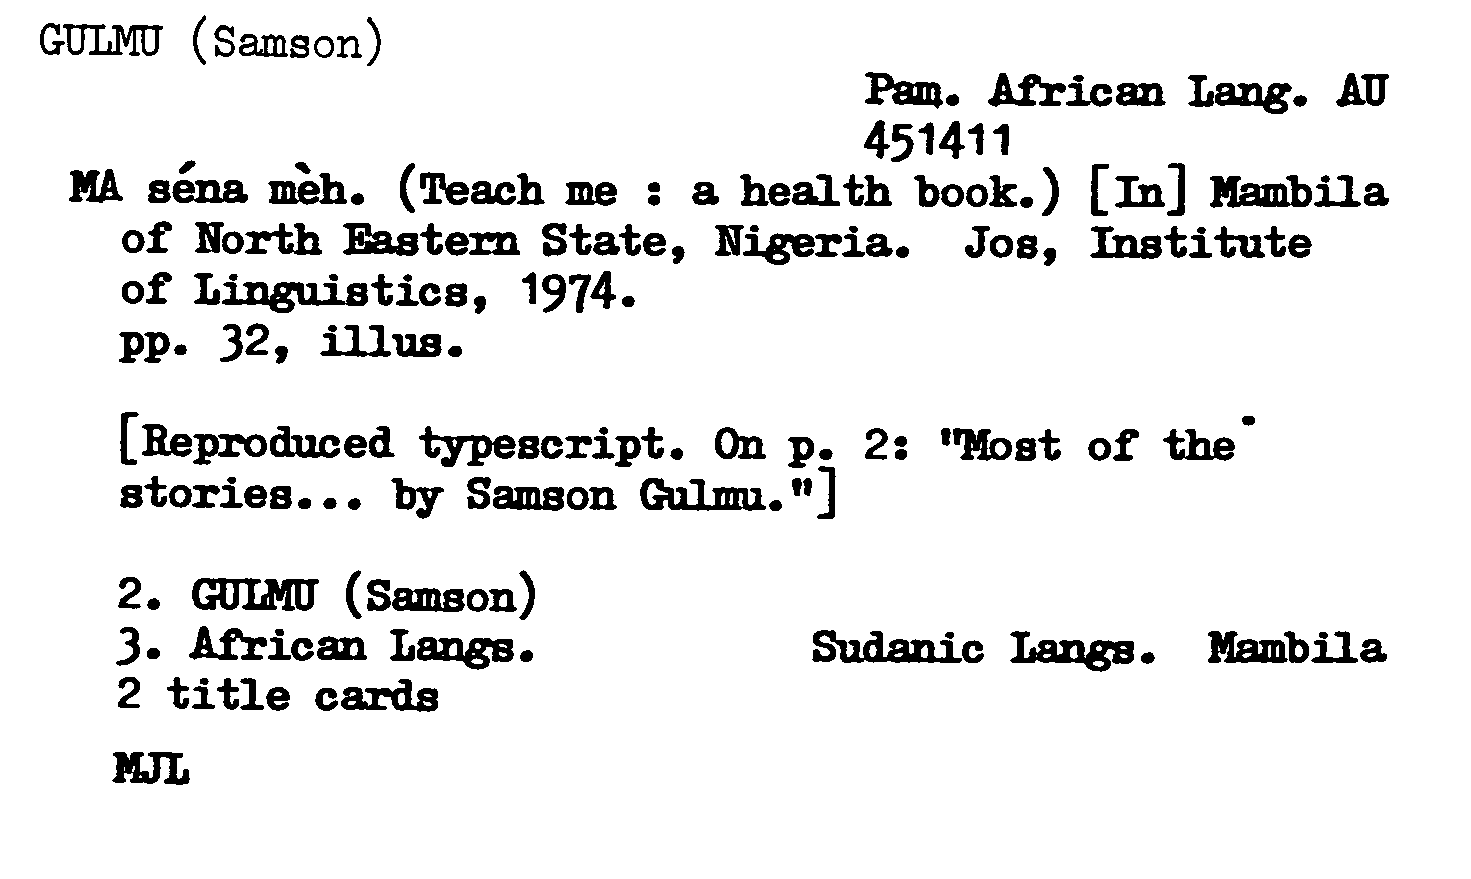 GULMU (Samson)
Pam. African Lang. AU
451411
MA séna mèh. (Teach me : a health book.) [In] Mambila
of North Eastern State, Nigeria. Jos, Institute
of Linguistics, 1974.
pp. 32, illus.
[Reproduced typescript. On p. 2: "Most of the
stories... by Samson Gulmu."]
2. GULMU (Samson)
3. African Langs. Sudanic Langs. Mambila
2 title cards
MJL